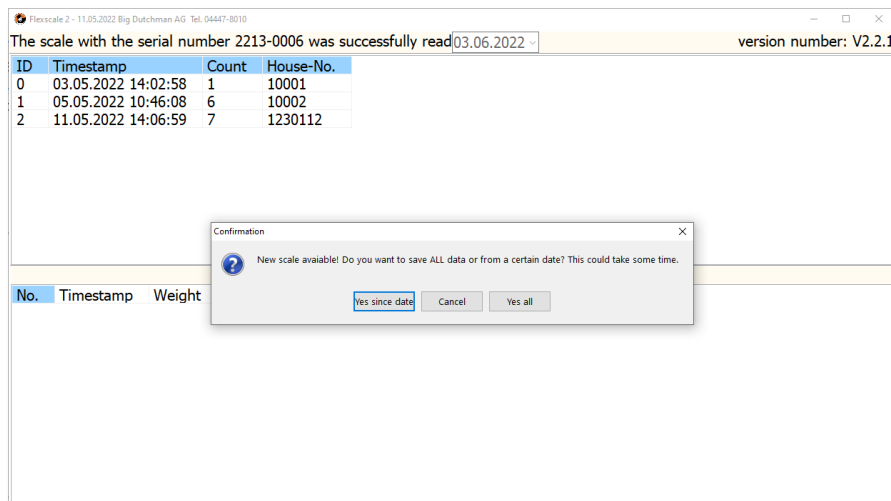 Flexscale 2 - 11.05.2022 Big Dutchman AG Tel. 04447-8010
The scale with the serial number 2213-0006 was successfully read 03.06.2022 version number: V2.2.1
ID Timestamp Count House-No.
0 03.05.2022 14:02:58 1 10001
1 05.05.2022 10:46:08 6 10002
2 11.05.2022 14:06:59 7 1230112
Confirmation
New scale avaiable! Do you want to save ALL data or from a certain date? This could take some time.
Yes since date Cancel Yes all
No. Timestamp Weight